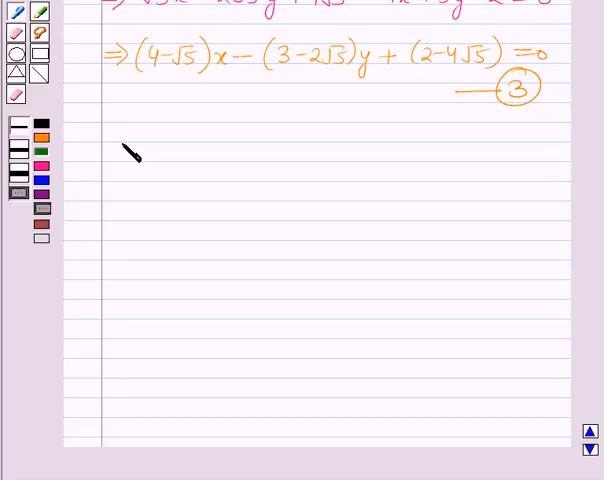 ⇒ (4-√5)x - (3-2√5)y + (2-4√5) = 0
3